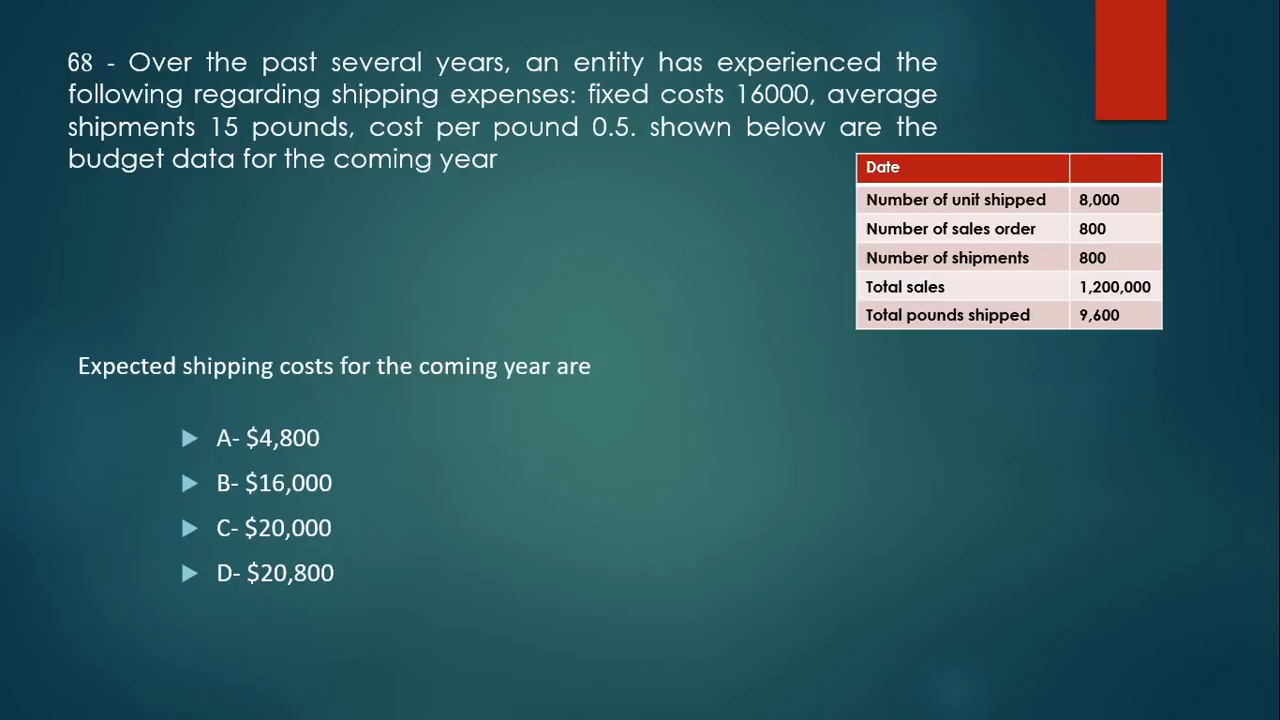 68 - Over the past several years, an entity has experienced the
following regarding shipping expenses: fixed costs 16000, average
shipments 15 pounds, cost per pound 0.5. shown below are the
budget data for the coming year
Date
Number of unit shipped 8,000
Number of sales order 800
Number of shipments 800
Total sales 1,200,000
Total pounds shipped 9,600
Expected shipping costs for the coming year are
A- $4,800
B- $16,000
C- $20,000
D- $20,800